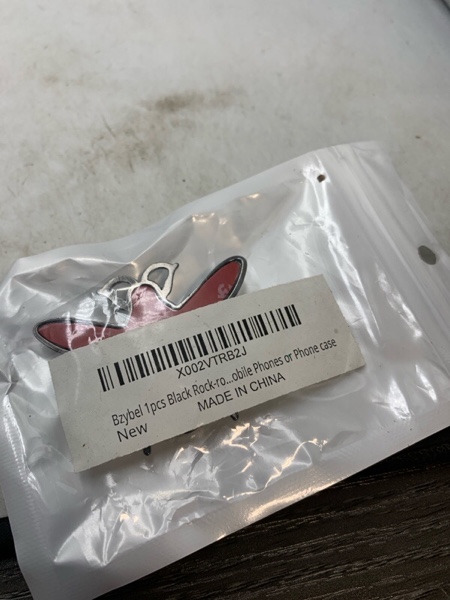 X002VTRB2J
Bzybel 1pcs Black Rock-ro...obile Phones or Phone case
New
MADE IN CHINA